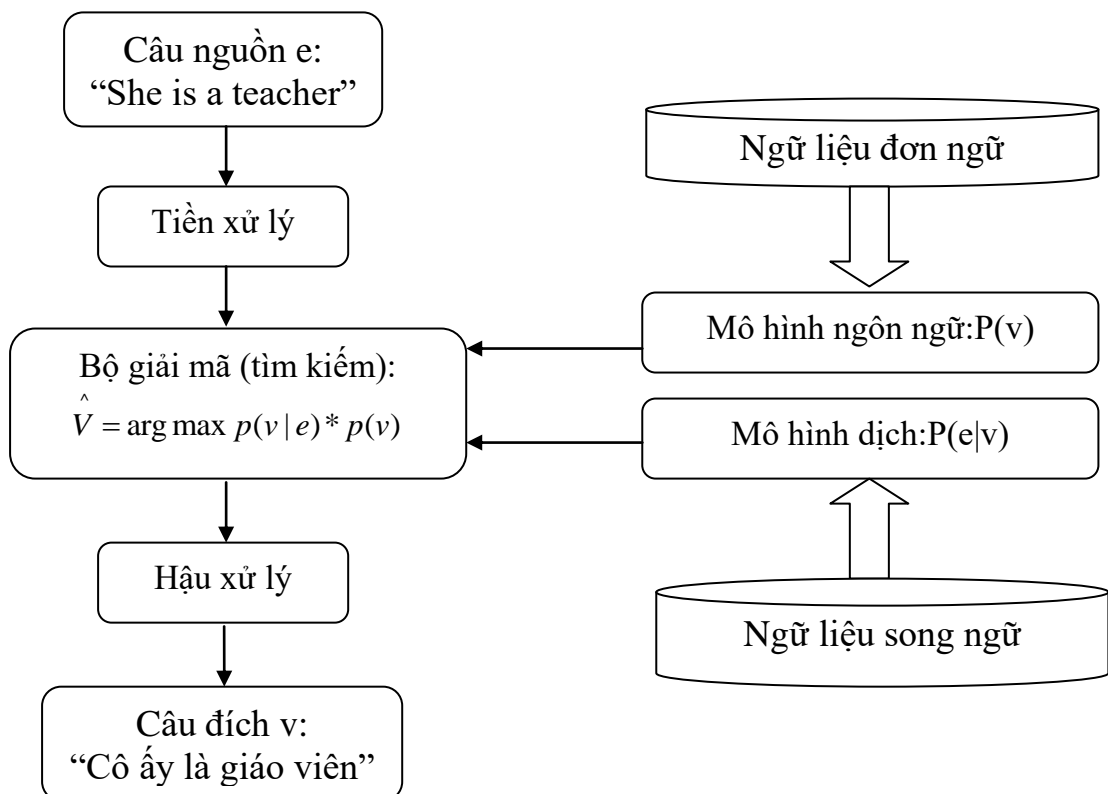 Câu nguồn e:
“She is a teacher”
Tiền xử lý
Bộ giải mã (tìm kiếm):
V̂ = arg max p(v | e) * p(v)
Hậu xử lý
Câu đích v:
“Cô ấy là giáo viên”
Ngữ liệu đơn ngữ
Mô hình ngôn ngữ:P(v)
Mô hình dịch:P(e|v)
Ngữ liệu song ngữ